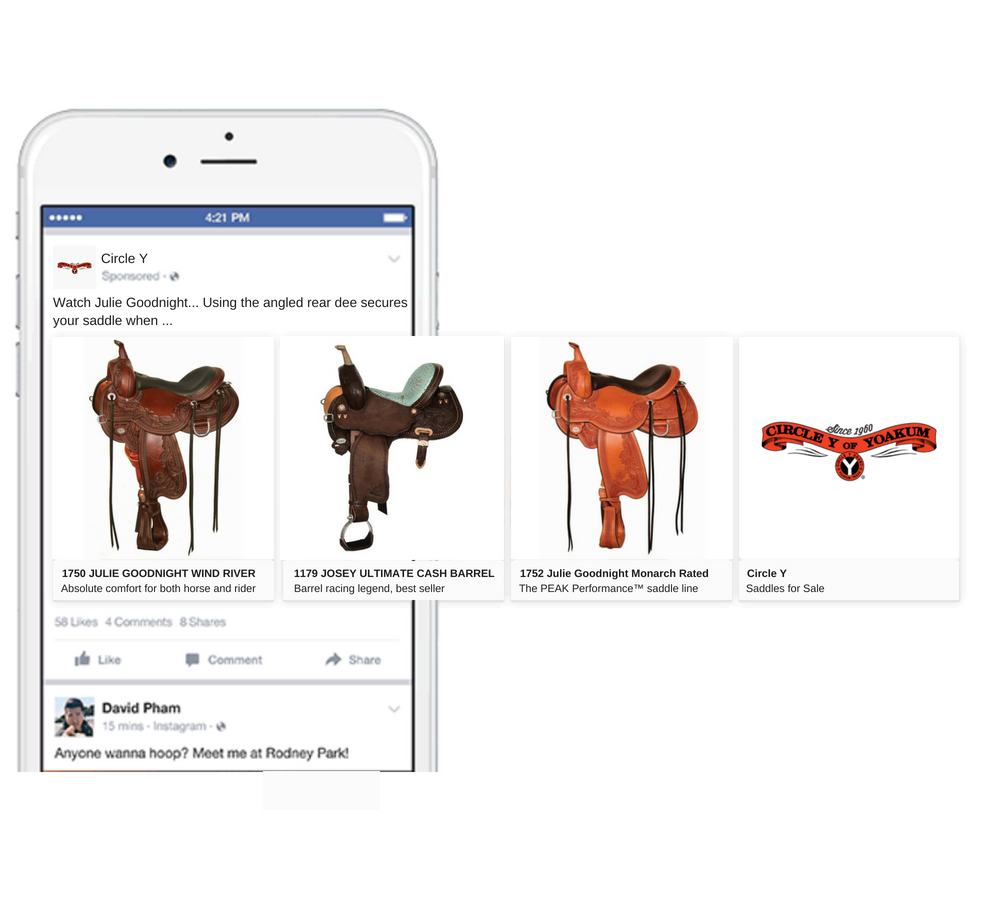 4:21 PM
Circle Y
Sponsored ·
Watch Julie Goodnight... Using the angled rear dee secures
your saddle when ...
Since 1960
CIRCLE Y OF YOAKUM
Y
®
1750 JULIE GOODNIGHT WIND RIVER
Absolute comfort for both horse and rider
1179 JOSEY ULTIMATE CASH BARREL
Barrel racing legend, best seller
1752 Julie Goodnight Monarch Rated
The PEAK Performance™ saddle line
Circle Y
Saddles for Sale
58 Likes 4 Comments 8 Shares
Like Comment Share
David Pham
15 mins · Instagram ·
Anyone wanna hoop? Meet me at Rodney Park!